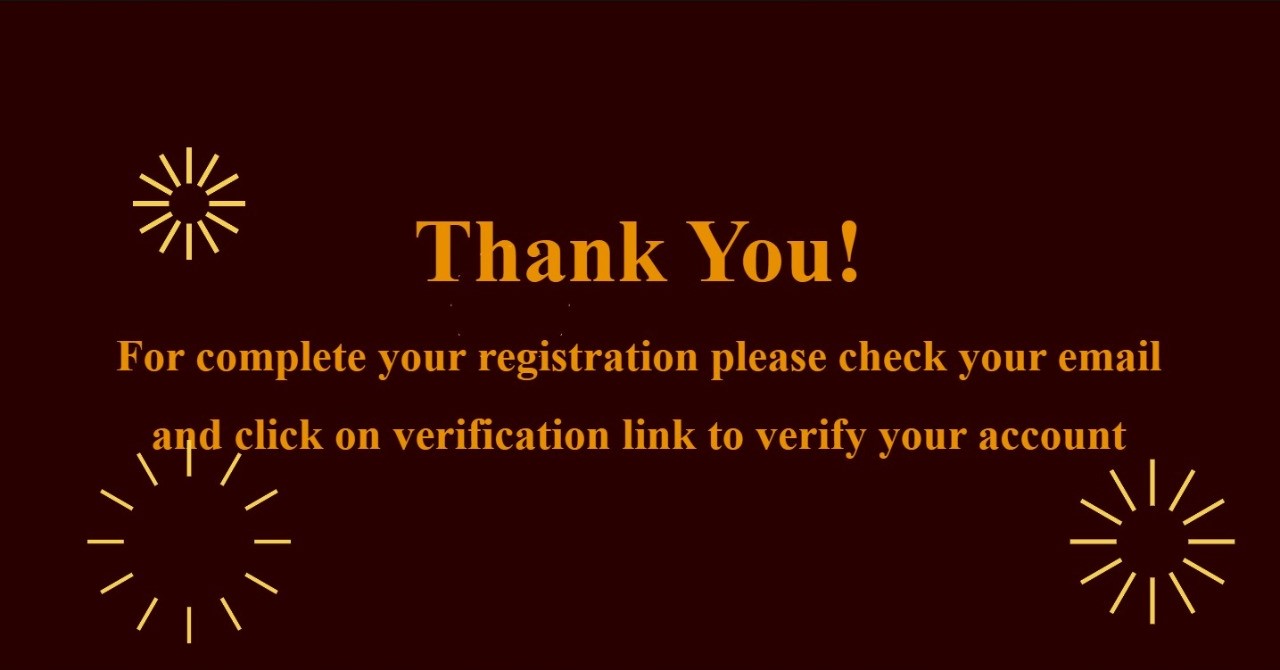 Thank You!
For complete your registration please check your email
and click on verification link to verify your account